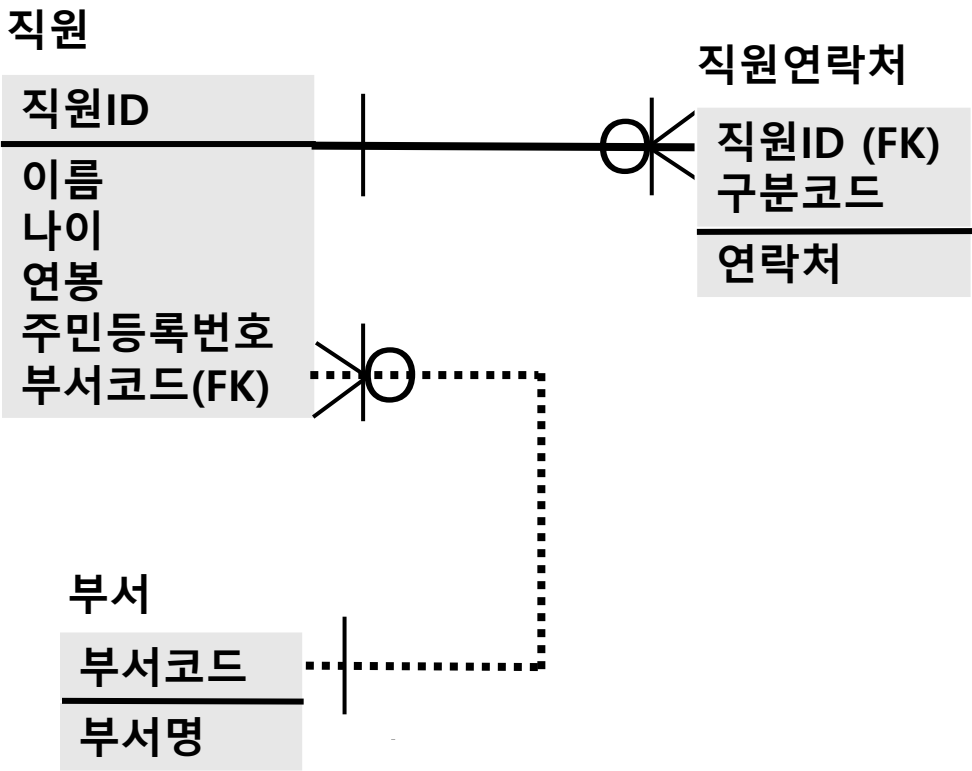 직원
직원ID
이름
나이
연봉
주민등록번호
부서코드(FK)
직원연락처
직원ID (FK)
구분코드
연락처
부서
부서코드
부서명